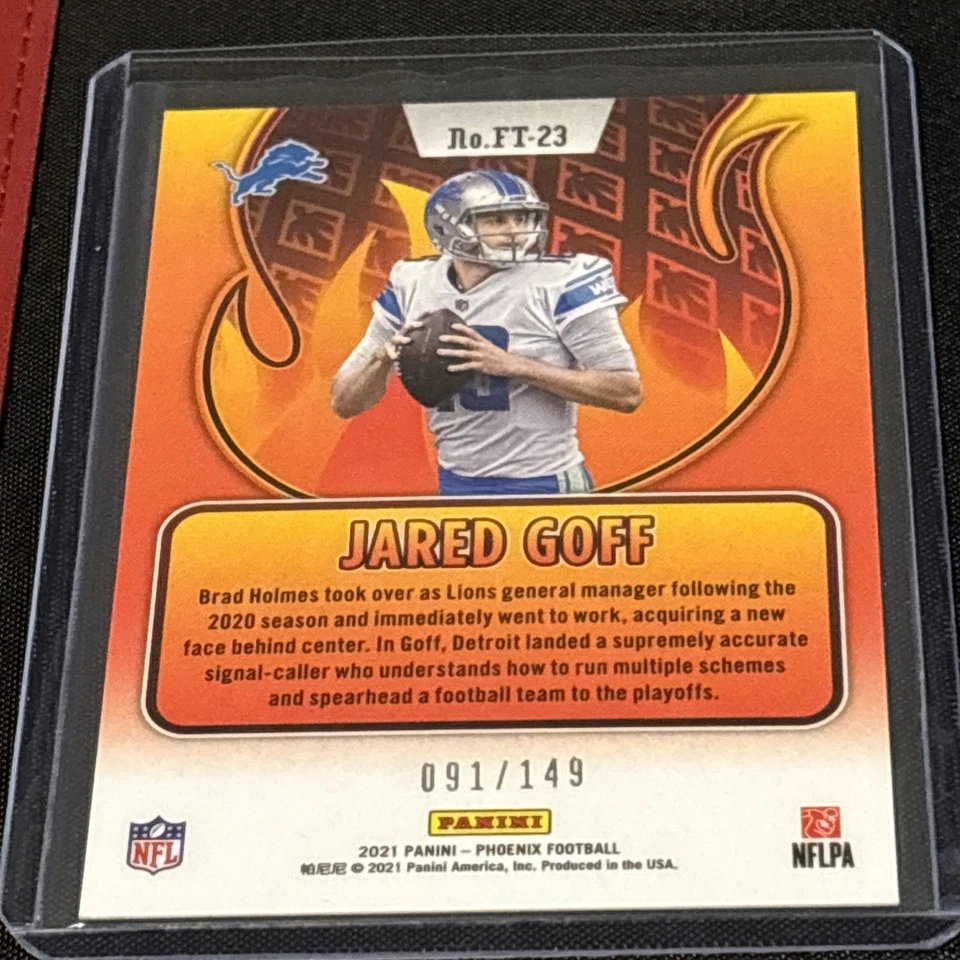 No.FT-23
JARED GOFF
Brad Holmes took over as Lions general manager following the
2020 season and immediately went to work, acquiring a new
face behind center. In Goff, Detroit landed a supremely accurate
signal-caller who understands how to run multiple schemes
and spearhead a football team to the playoffs.
091/149
PANINI
2021 PANINI – PHOENIX FOOTBALL
帕尼尼 © 2021 Panini America, Inc. Produced in the USA.
NFL
NFLPA